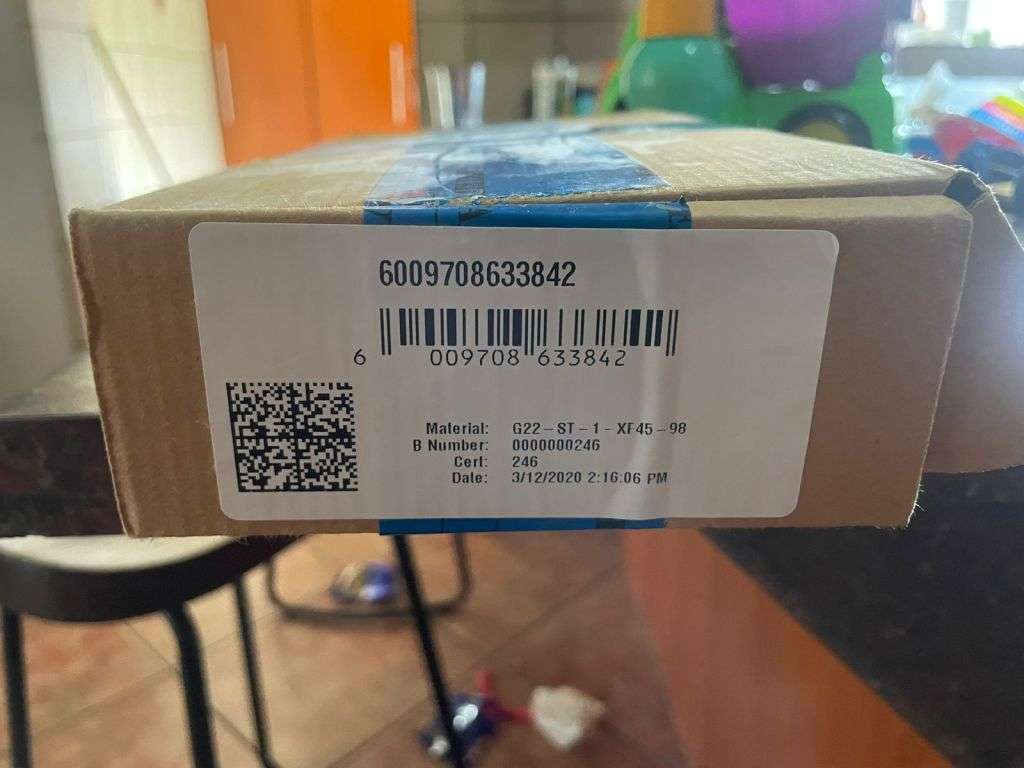 6009708633842
6 009708 633842
Material: G22-ST-1-XF45-98
B Number: 0000000246
Cert: 246
Date: 3/12/2020 2:16:06 PM